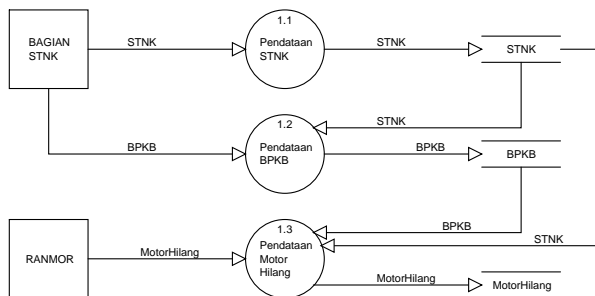 1.1
BAGIAN
STNK
STNK
Pendataan
STNK
STNK
STNK
STNK
1.2
Pendataan
BPKB
BPKB
BPKB
BPKB
BPKB
1.3
Pendataan
Motor
Hilang
STNK
RANMOR
MotorHilang
MotorHilang
MotorHilang